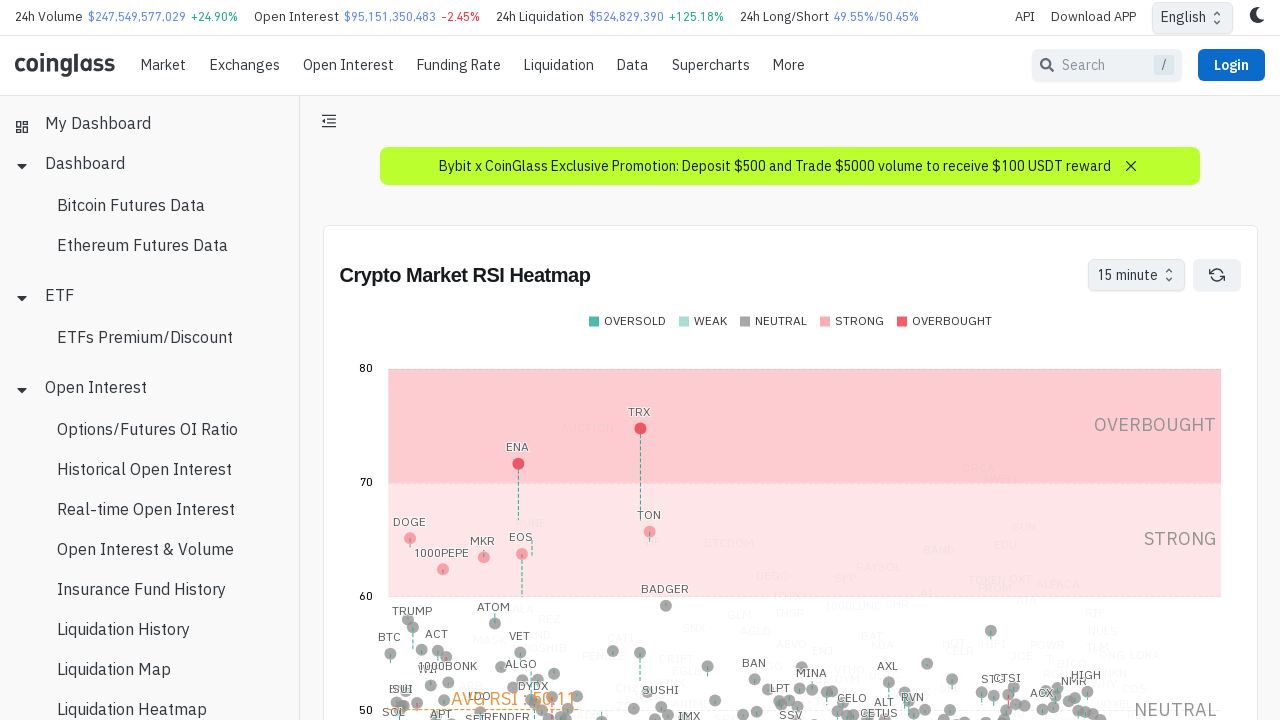 24h Volume $247,549,577,029 +24.90% Open Interest $95,151,350,483 -2.45% 24h Liquidation $524,829,390 +125.18% 24h Long/Short 49.55%/50.45% API Download APP English
coinglass Market Exchanges Open Interest Funding Rate Liquidation Data Supercharts More Search / Login
My Dashboard
Dashboard
Bitcoin Futures Data
Ethereum Futures Data
ETF
ETFs Premium/Discount
Open Interest
Options/Futures OI Ratio
Historical Open Interest
Real-time Open Interest
Open Interest & Volume
Insurance Fund History
Liquidation History
Liquidation Map
Liquidation Heatmap
Bybit x CoinGlass Exclusive Promotion: Deposit $500 and Trade $5000 volume to receive $100 USDT reward
Crypto Market RSI Heatmap 15 minute
OVERSOLD WEAK NEUTRAL STRONG OVERBOUGHT
80
TRX
OVERBOUGHT
ENA
70
TON
DOGE
EOS
STRONG
MKR
1000PEPE
BADGER
60
ATOM
TRUMP
BTC ACT VET
1000BONK ALGO BAN AXL
MINA
HIGH
CTSI
NMR
DYDX SUSHI LPT
ACX
AVG RSI : 50.11
LDO CELO ALT RVN
50 SOL APT RENDER IMX SSV CETUS NEUTRAL